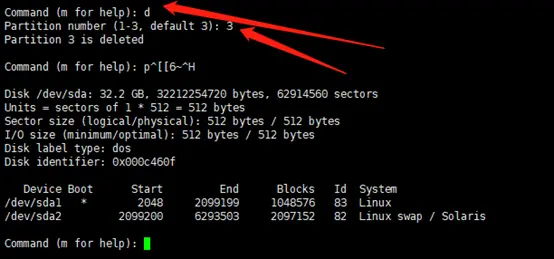 Command (m for help): d
Partition number (1-3, default 3): 3
Partition 3 is deleted
Command (m for help): p^[[6~^H
Disk /dev/sda: 32.2 GB, 32212254720 bytes, 62914560 sectors
Units = sectors of 1 * 512 = 512 bytes
Sector size (logical/physical): 512 bytes / 512 bytes
I/O size (minimum/optimal): 512 bytes / 512 bytes
Disk label type: dos
Disk identifier: 0x000c460f
Device Boot Start End Blocks Id System
/dev/sda1 * 2048 2099199 1048576 83 Linux
/dev/sda2 2099200 6293503 2097152 82 Linux swap / Solaris
Command (m for help):